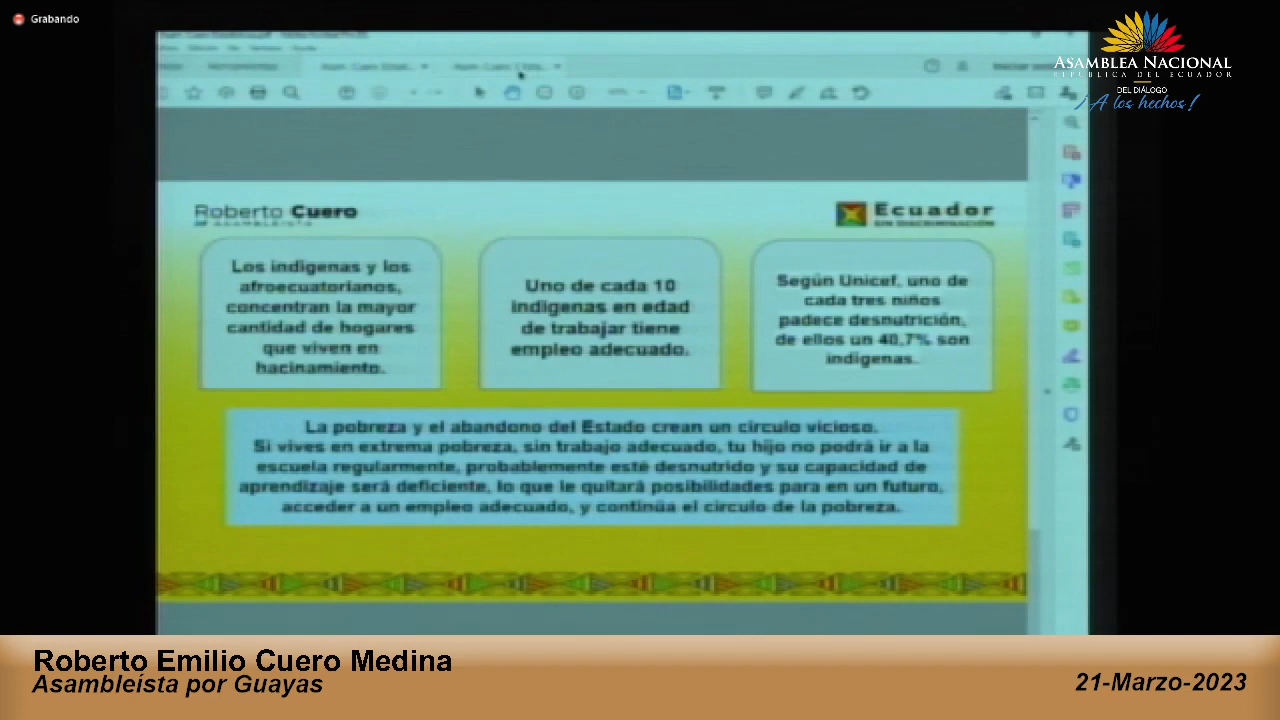 Grabando
ASAMBLEA NACIONAL
REPÚBLICA DEL ECUADOR
DEL DIÁLOGO
¡A los hechos!
Herramientas
Roberto Cuero
ASAMBLEÍSTA
Ecuador
SIN DISCRIMINACIÓN
Los indígenas y los
afroecuatorianos,
concentran la mayor
cantidad de hogares
que viven en
hacinamiento.
Uno de cada 10
indígenas en edad
de trabajar tiene
empleo adecuado.
Según Unicef, uno de
cada tres niños
padece desnutrición,
de ellos un 40,7% son
indígenas.
La pobreza y el abandono del Estado crean un círculo vicioso.
Si vives en extrema pobreza, sin trabajo adecuado, tu hijo no podrá ir a la
escuela regularmente, probablemente esté desnutrido y su capacidad de
aprendizaje será deficiente, lo que le quitará posibilidades para en un futuro,
acceder a un empleo adecuado, y continúa el círculo de la pobreza.
Roberto Emilio Cuero Medina
Asambleísta por Guayas
21-Marzo-2023